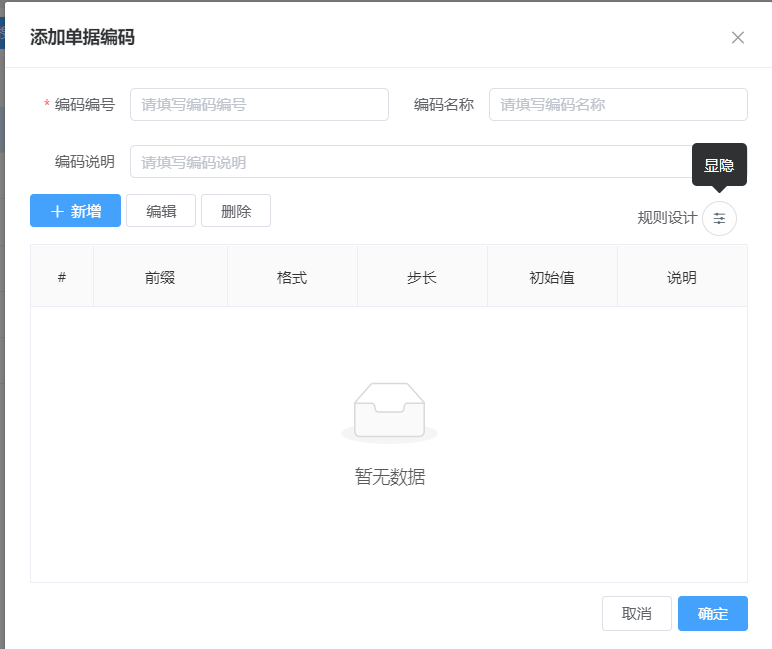 添加单据编码
* 编码编号 请填写编码编号 编码名称 请填写编码名称
编码说明 请填写编码说明 显隐
新增 编辑 删除 规则设计
# 前缀 格式 步长 初始值 说明
暂无数据
取消 确定